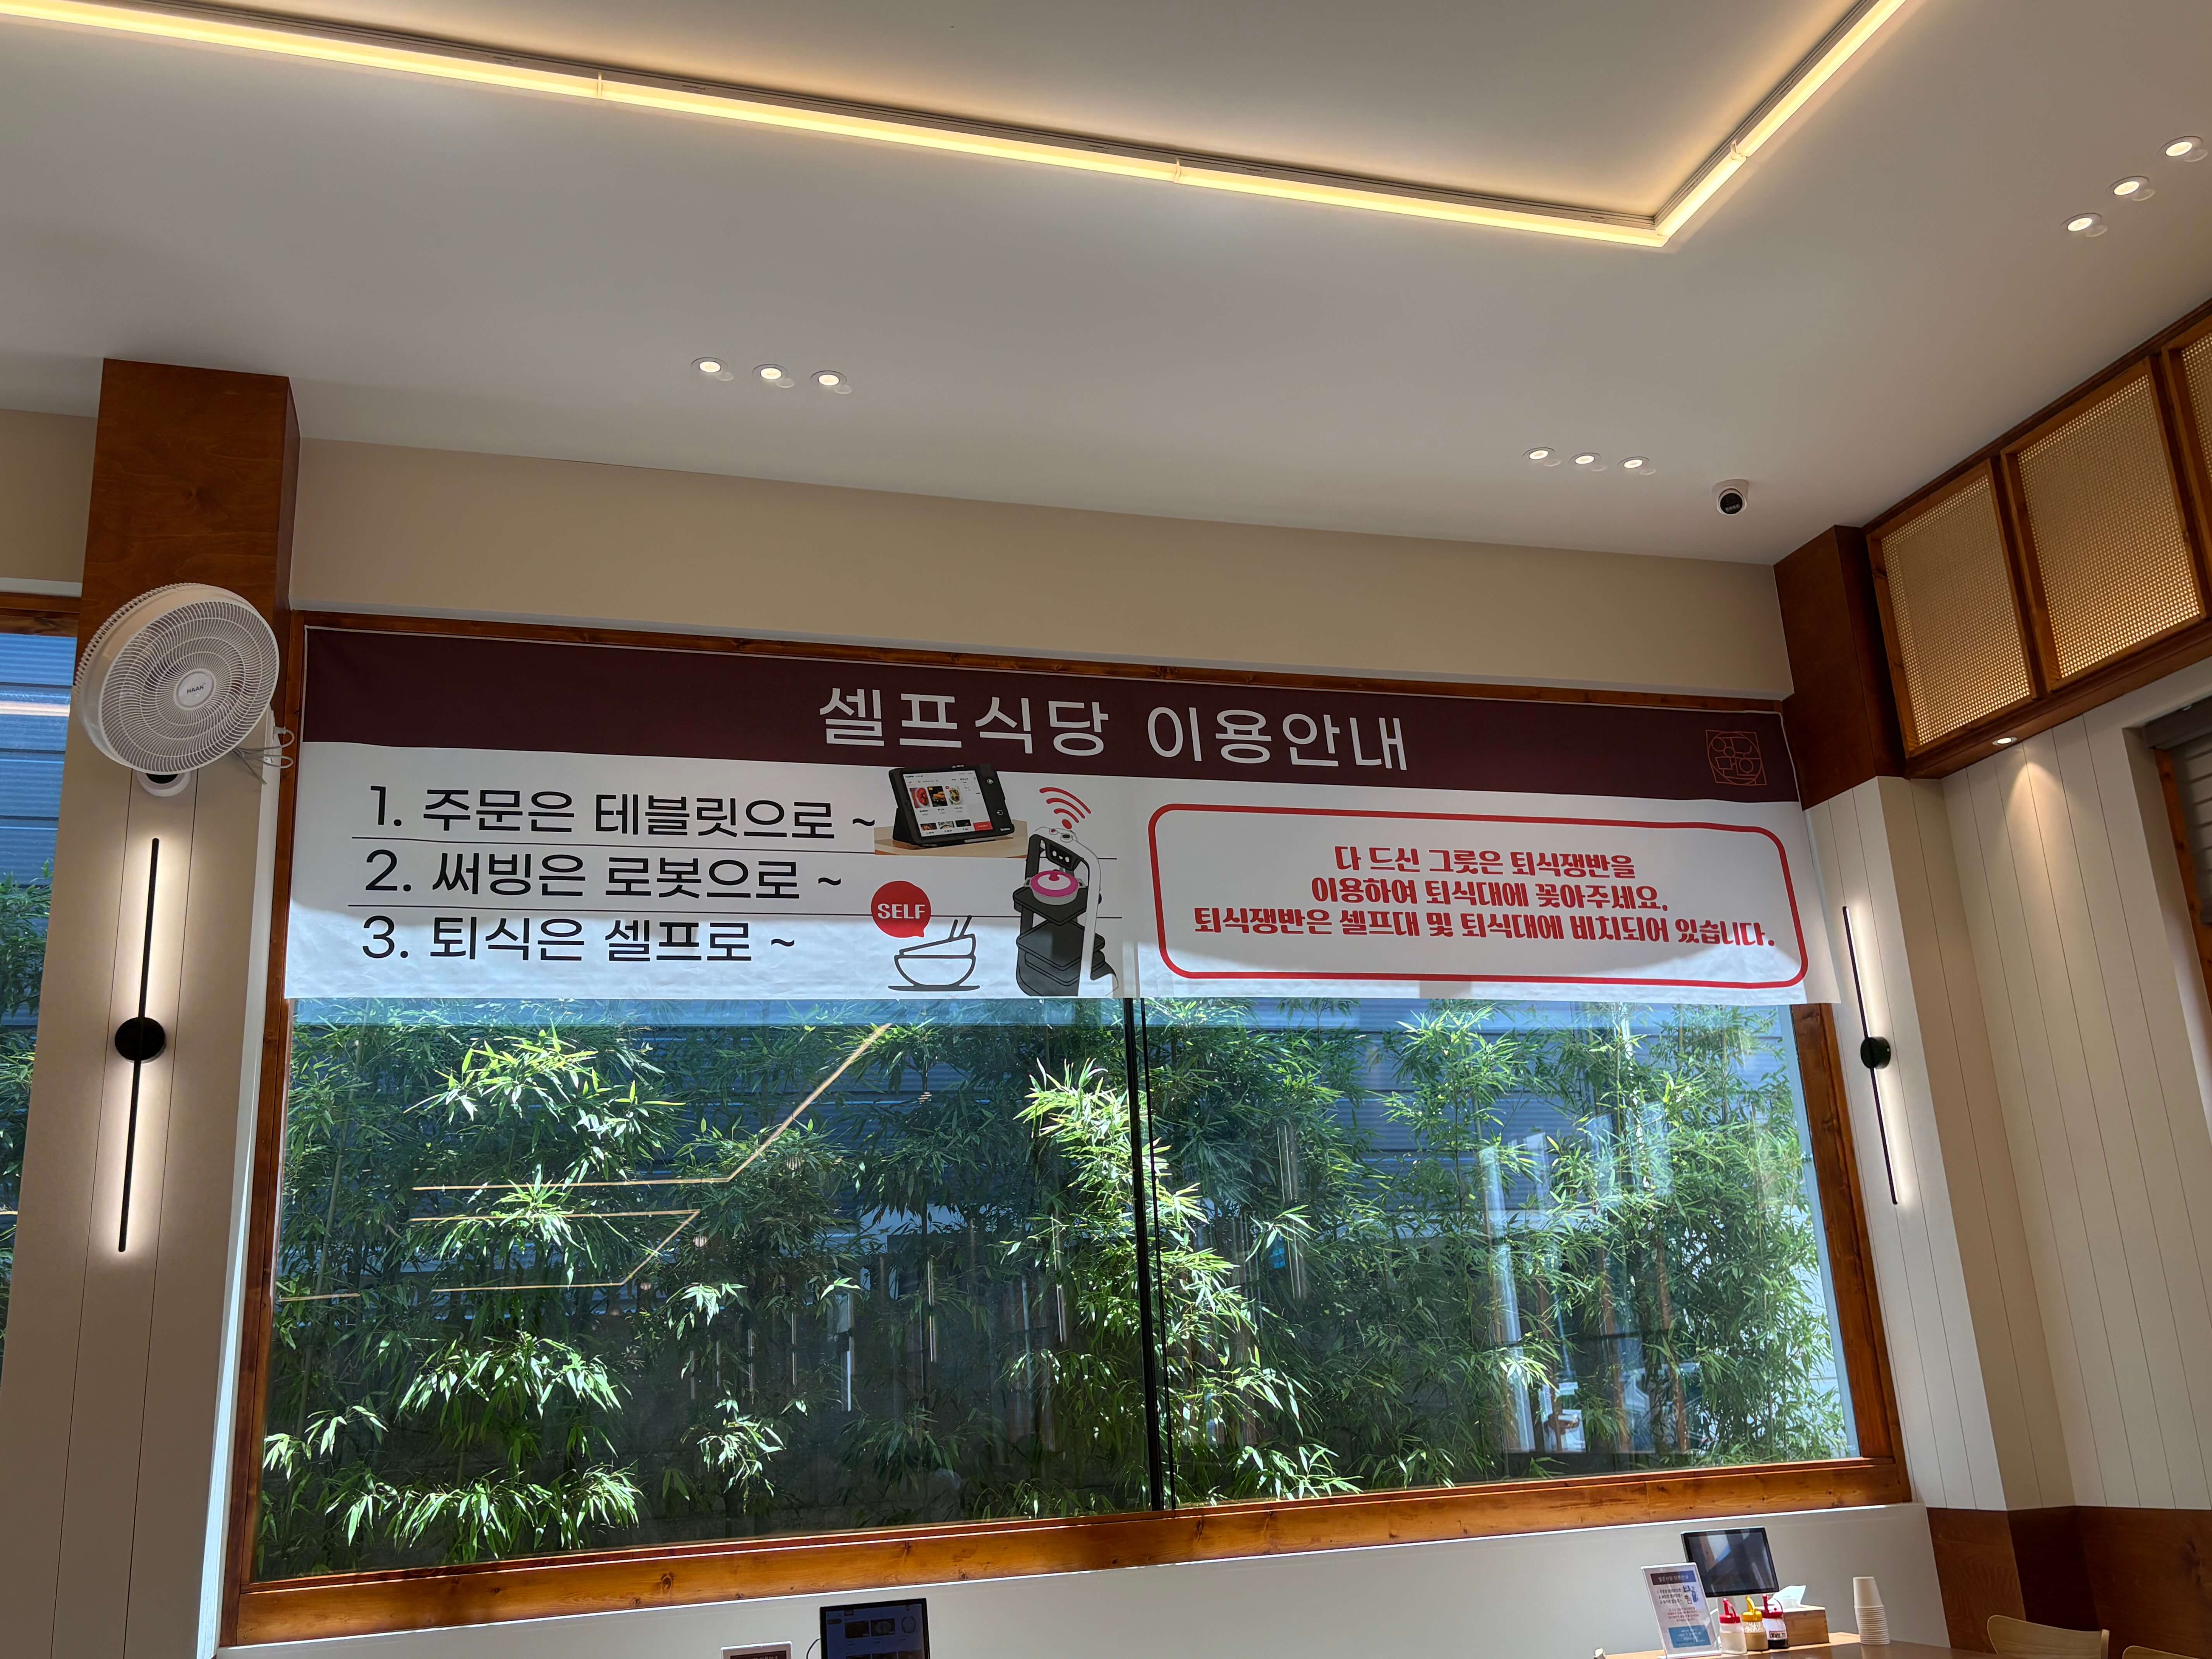 셀프식당 이용안내
1. 주문은 테블릿으로 ~
2. 써빙은 로봇으로 ~
3. 퇴식은 셀프로 ~
SELF
다 드신 그릇은 퇴식쟁반을
이용하여 퇴식대에 꽂아주세요.
퇴식쟁반은 셀프대 및 퇴식대에 비치되어 있습니다.
HAAN